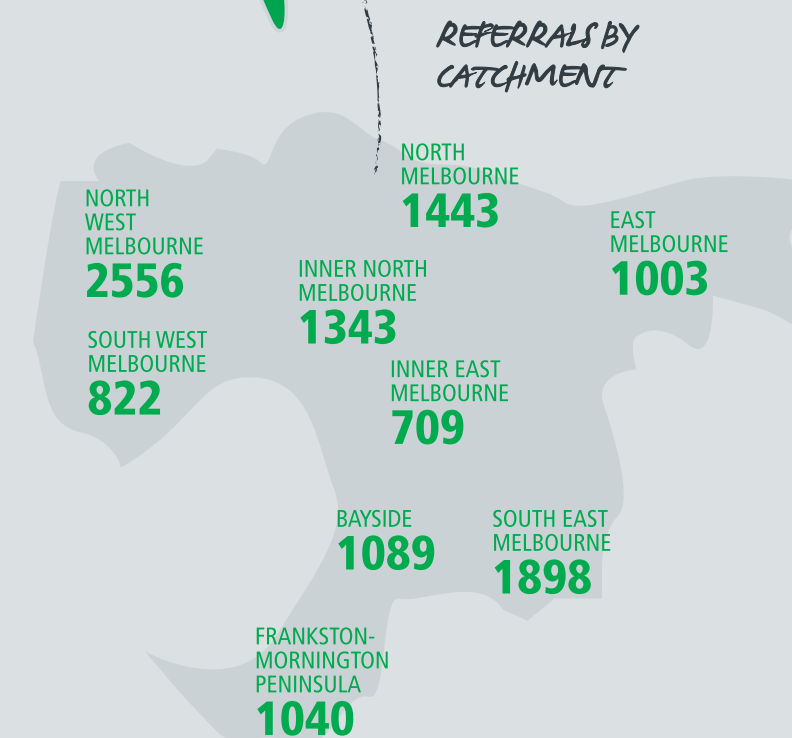 REFERRALS BY
CATCHMENT
NORTH
MELBOURNE
1443
NORTH
WEST
MELBOURNE
2556
EAST
MELBOURNE
1003
INNER NORTH
MELBOURNE
1343
SOUTH WEST
MELBOURNE
822
INNER EAST
MELBOURNE
709
BAYSIDE
1089
SOUTH EAST
MELBOURNE
1898
FRANKSTON-
MORNINGTON
PENINSULA
1040